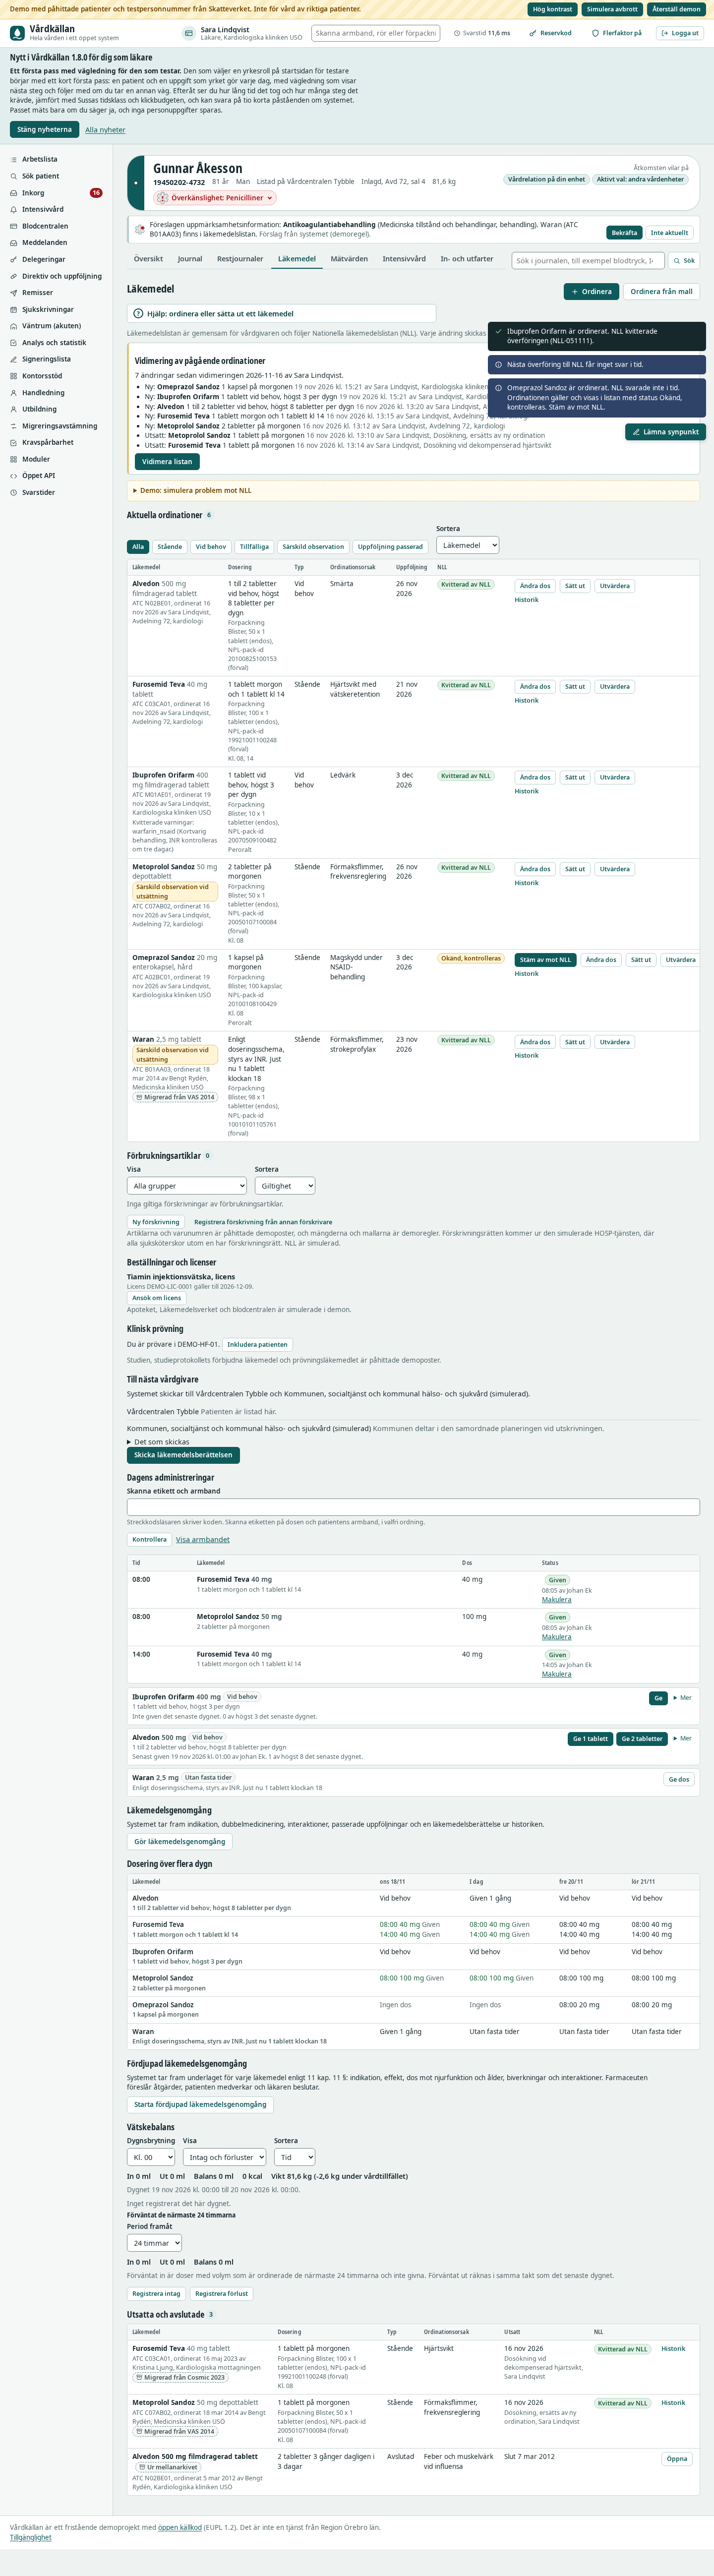 Demo med påhittade patienter och testpersonnummer från Skatteverket. Inte för vård av riktiga patienter.
Hög kontrast
Simulera avbrott
Återställ demon
Vårdkällan
Hela vården i ett öppet system
Sara Lindqvist
Läkare, Kardiologiska kliniken USÖ
Skanna armband, rör eller förpackn
Svarstid 11,6 ms
Reservkod
Flerfaktor på
Logga ut
Nytt i Vårdkällan 1.8.0 för dig som läkare
Ett första pass med vägledning för den som testar. Den som väljer en yrkesroll på startsidan för testare
börjar med ett kort första pass: en patient och en uppgift som yrket gör varje dag, med vägledning som visar
nästa steg och följer med om du tar en annan väg. Efteråt ser du hur lång tid det tog och hur många steg det
krävde, jämfört med Sussas tidsklass och klickbudgeten, och kan svara på tio korta påståenden om systemet.
Passet mäts bara om du säger ja, och inga personuppgifter sparas.
Stäng nyheterna
Alla nyheter
Arbetslista
Sök patient
Inkorg
16
Intensivvård
Blodcentralen
Meddelanden
Delegeringar
Direktiv och uppföljning
Remisser
Sjukskrivningar
Väntrum (akuten)
Analys och statistik
Signeringslista
Kontorsstöd
Handledning
Utbildning
Migreringsavstämning
Kravspårbarhet
Moduler
Öppet API
Svarstider
Gunnar Åkesson
19450202-4732 81 år Man Listad på Vårdcentralen Tybble Inlagd, Avd 72, sal 4 81,6 kg
Överkänslighet: Penicilliner
Åtkomsten vilar på
Vårdrelation på din enhet
Aktivt val: andra vårdenheter
Föreslagen uppmärksamhetsinformation: Antikoagulantiabehandling (Medicinska tillstånd och behandlingar, behandling). Waran (ATC
B01AA03) finns i läkemedelslistan. Förslag från systemet (demoregel).
Bekräfta
Inte aktuellt
Översikt
Journal
Restjournaler
Läkemedel
Mätvärden
Intensivvård
In- och utfarter
Sök i journalen, till exempel blodtryck,
Sök
Läkemedel
Ordinera
Ordinera från mall
Hjälp: ordinera eller sätta ut ett läkemedel
Läkemedelslistan är gemensam för vårdgivaren och följer Nationella läkemedelslistan (NLL). Varje ändring skickas
Ibuprofen Orifarm är ordinerat. NLL kvitterade
överföringen (NLL-051111).
Nästa överföring till NLL får inget svar i tid.
Omeprazol Sandoz är ordinerat. NLL svarade inte i tid.
Ordinationen gäller och visas i listan med status Okänd,
kontrolleras. Stäm av mot NLL.
Lämna synpunkt
Vidimering av pågående ordinationer
7 ändringar sedan vidimeringen 2026-11-16 av Sara Lindqvist.
Ny: Omeprazol Sandoz 1 kapsel på morgonen 19 nov 2026 kl. 15:21 av Sara Lindqvist, Kardiologiska kliniken
Ny: Ibuprofen Orifarm 1 tablett vid behov, högst 3 per dygn 19 nov 2026 kl. 15:21 av Sara Lindqvist,
Ny: Alvedon 1 till 2 tabletter vid behov, högst 8 tabletter per dygn 16 nov 2026 kl. 13:20 av Sara Lindqvist,
Ny: Furosemid Teva 1 tablett morgon och 1 tablett kl 14 16 nov 2026 kl. 13:15 av Sara Lindqvist, Avdelning
Ny: Metoprolol Sandoz 2 tabletter på morgonen 16 nov 2026 kl. 13:12 av Sara Lindqvist, Avdelning 72, kardiologi
Utsatt: Metoprolol Sandoz 1 tablett på morgonen 16 nov 2026 kl. 13:10 av Sara Lindqvist, Dosökning, ersätts av ny ordination
Utsatt: Furosemid Teva 1 tablett på morgonen 16 nov 2026 kl. 13:14 av Sara Lindqvist, Dosökning vid dekompenserad hjärtsvikt
Vidimera listan
Demo: simulera problem mot NLL
Aktuella ordinationer 6
Alla
Stående
Vid behov
Tillfälliga
Särskild observation
Uppföljning passerad
Sortera
Läkemedel
Läkemedel Dosering Typ Ordinationsorsak Uppföljning NLL
Alvedon 500 mg
filmdragerad tablett
ATC N02BE01, ordinerat 16
nov 2026 av Sara Lindqvist,
Avdelning 72, kardiologi
1 till 2 tabletter
vid behov, högst
8 tabletter per
dygn
Förpackning
Blister, 50 x 1
tablett (endos),
NPL-pack-id
20100825100153
(förval)
Vid
behov
Smärta
26 nov
2026
Kvitterad av NLL
Ändra dos
Sätt ut
Utvärdera
Historik
Furosemid Teva 40 mg
tablett
ATC C03CA01, ordinerat 16
nov 2026 av Sara Lindqvist,
Avdelning 72, kardiologi
1 tablett morgon
och 1 tablett kl 14
Förpackning
Blister, 100 x 1
tabletter (endos),
NPL-pack-id
19921001100248
(förval)
Kl. 08, 14
Stående
Hjärtsvikt med
vätskeretention
21 nov
2026
Kvitterad av NLL
Ändra dos
Sätt ut
Utvärdera
Historik
Ibuprofen Orifarm 400
mg filmdragerad tablett
ATC M01AE01, ordinerat 19
nov 2026 av Sara Lindqvist,
Kardiologiska kliniken USÖ
Kvitterade varningar:
warfarin_nsaid (Kortvarig
behandling, INR kontrolleras
om tre dagar.)
1 tablett vid
behov, högst 3
per dygn
Förpackning
Blister, 10 x 1
tabletter (endos),
NPL-pack-id
20070509100482
Peroralt
Vid
behov
Ledvärk
3 dec
2026
Kvitterad av NLL
Ändra dos
Sätt ut
Utvärdera
Historik
Metoprolol Sandoz 50 mg
depottablett
Särskild observation vid
utsättning
ATC C07AB02, ordinerat 16
nov 2026 av Sara Lindqvist,
Avdelning 72, kardiologi
2 tabletter på
morgonen
Förpackning
Blister, 50 x 1
tabletter (endos),
NPL-pack-id
20050107100084
(förval)
Kl. 08
Stående
Förmaksflimmer,
frekvensreglering
26 nov
2026
Kvitterad av NLL
Ändra dos
Sätt ut
Utvärdera
Historik
Omeprazol Sandoz 20 mg
enterokapsel, hård
ATC A02BC01, ordinerat 19
nov 2026 av Sara Lindqvist,
Kardiologiska kliniken USÖ
1 kapsel på
morgonen
Förpackning
Blister, 100 kapslar,
NPL-pack-id
20100108100429
Kl. 08
Peroralt
Stående
Magskydd under
NSAID-
behandling
3 dec
2026
Okänd, kontrolleras
Stäm av mot NLL
Ändra dos
Sätt ut
Utvärdera
Historik
Waran 2,5 mg tablett
Särskild observation vid
utsättning
ATC B01AA03, ordinerat 18
mar 2014 av Bengt Rydén,
Medicinska kliniken USÖ
Migrerad från VAS 2014
Enligt
doseringsschema,
styrs av INR. Just
nu 1 tablett
klockan 18
Förpackning
Blister, 98 x 1
tabletter (endos),
NPL-pack-id
10010101105761
(förval)
Stående
Förmaksflimmer,
strokeprofylax
23 nov
2026
Kvitterad av NLL
Ändra dos
Sätt ut
Utvärdera
Historik
Förbrukningsartiklar 0
Visa
Alla grupper
Sortera
Giltighet
Inga giltiga förskrivningar av förbrukningsartiklar.
Ny förskrivning
Registrera förskrivning från annan förskrivare
Artiklarna och varunumren är påhittade demoposter, och mängderna och mallarna är demoregler. Förskrivningsrätten kommer ur den simulerade HOSP-tjänsten, där
alla sjuksköterskor utom en har förskrivningsrätt. NLL är simulerad.
Beställningar och licenser
Tiamin injektionsvätska, licens
Licens DEMO-LIC-0001 gäller till 2026-12-09.
Ansök om licens
Apoteket, Läkemedelsverket och blodcentralen är simulerade i demon.
Klinisk prövning
Du är prövare i DEMO-HF-01.
Inkludera patienten
Studien, studieprotokollets förbjudna läkemedel och prövningsläkemedlet är påhittade demoposter.
Till nästa vårdgivare
Systemet skickar till Vårdcentralen Tybble och Kommunen, socialtjänst och kommunal hälso- och sjukvård (simulerad).
Vårdcentralen Tybble Patienten är listad här.
Kommunen, socialtjänst och kommunal hälso- och sjukvård (simulerad) Kommunen deltar i den samordnade planeringen vid utskrivningen.
Det som skickas
Skicka läkemedelsberättelsen
Dagens administreringar
Skanna etikett och armband
Streckkodsläsaren skriver koden. Skanna etiketten på dosen och patientens armband, i valfri ordning.
Kontrollera
Visa armbandet
Tid Läkemedel Dos Status
08:00
Furosemid Teva 40 mg
1 tablett morgon och 1 tablett kl 14
40 mg
Given
08:05 av Johan Ek
Makulera
08:00
Metoprolol Sandoz 50 mg
2 tabletter på morgonen
100 mg
Given
08:05 av Johan Ek
Makulera
14:00
Furosemid Teva 40 mg
1 tablett morgon och 1 tablett kl 14
40 mg
Given
14:05 av Johan Ek
Makulera
Ibuprofen Orifarm 400 mg Vid behov
1 tablett vid behov, högst 3 per dygn
Inte given det senaste dygnet. 0 av högst 3 det senaste dygnet.
Ge
Mer
Alvedon 500 mg Vid behov
1 till 2 tabletter vid behov, högst 8 tabletter per dygn
Senast given 19 nov 2026 kl. 01:00 av Johan Ek. 1 av högst 8 det senaste dygnet.
Ge 1 tablett
Ge 2 tabletter
Mer
Waran 2,5 mg Utan fasta tider
Enligt doseringsschema, styrs av INR. Just nu 1 tablett klockan 18
Ge dos
Läkemedelsgenomgång
Systemet tar fram indikation, dubbelmedicinering, interaktioner, passerade uppföljningar och en läkemedelsberättelse ur historiken.
Gör läkemedelsgenomgång
Dosering över flera dygn
Läkemedel ons 18/11 I dag fre 20/11 lör 21/11
Alvedon
1 till 2 tabletter vid behov, högst 8 tabletter per dygn
Vid behov Given 1 gång Vid behov Vid behov
Furosemid Teva
1 tablett morgon och 1 tablett kl 14
08:00 40 mg Given 08:00 40 mg Given 08:00 40 mg 08:00 40 mg
14:00 40 mg Given 14:00 40 mg Given 14:00 40 mg 14:00 40 mg
Ibuprofen Orifarm
1 tablett vid behov, högst 3 per dygn
Vid behov Vid behov Vid behov Vid behov
Metoprolol Sandoz
2 tabletter på morgonen
08:00 100 mg Given 08:00 100 mg Given 08:00 100 mg 08:00 100 mg
Omeprazol Sandoz
1 kapsel på morgonen
Ingen dos Ingen dos 08:00 20 mg 08:00 20 mg
Waran
Enligt doseringsschema, styrs av INR. Just nu 1 tablett klockan 18
Given 1 gång Utan fasta tider Utan fasta tider Utan fasta tider
Fördjupad läkemedelsgenomgång
Systemet tar fram underlaget för varje läkemedel enligt 11 kap. 11 §: indikation, effekt, dos mot njurfunktion och ålder, biverkningar och interaktioner. Farmaceuten
föreslår åtgärder, patienten medverkar och läkaren beslutar.
Starta fördjupad läkemedelsgenomgång
Vätskebalans
Dygnsbrytning
Kl. 00
Visa
Intag och förluster
Sortera
Tid
In 0 ml Ut 0 ml Balans 0 ml 0 kcal Vikt 81,6 kg (-2,6 kg under vårdtillfället)
Dygnet 19 nov 2026 kl. 00:00 till 20 nov 2026 kl. 00:00.
Inget registrerat det här dygnet.
Förväntat de närmaste 24 timmarna
Period framåt
24 timmar
In 0 ml Ut 0 ml Balans 0 ml
Förväntat in är doser med volym som är ordinerade de närmaste 24 timmarna och inte givna. Förväntat ut räknas i samma takt som det senaste dygnet.
Registrera intag
Registrera förlust
Utsatta och avslutade 3
Läkemedel Dosering Typ Ordinationsorsak Utsatt NLL
Furosemid Teva 40 mg tablett
ATC C03CA01, ordinerat 16 maj 2023 av
Kristina Ljung, Kardiologiska mottagningen
Migrerad från Cosmic 2023
1 tablett på morgonen
Förpackning Blister, 100 x 1
tabletter (endos), NPL-pack-id
19921001100248 (förval)
Kl. 08
Stående
Hjärtsvikt
16 nov 2026
Dosökning vid
dekompenserad hjärtsvikt,
Sara Lindqvist
Kvitterad av NLL
Historik
Metoprolol Sandoz 50 mg depottablett
ATC C07AB02, ordinerat 18 mar 2014 av Bengt
Rydén, Medicinska kliniken USÖ
Migrerad från VAS 2014
1 tablett på morgonen
Förpackning Blister, 50 x 1
tabletter (endos), NPL-pack-id
20050107100084 (förval)
Kl. 08
Stående
Förmaksflimmer,
frekvensreglering
16 nov 2026
Dosökning, ersätts av ny
ordination, Sara Lindqvist
Kvitterad av NLL
Historik
Alvedon 500 mg filmdragerad tablett
Ur mellanarkivet
ATC N02BE01, ordinerat 5 mar 2012 av Bengt
Rydén, Kardiologiska kliniken USÖ
2 tabletter 3 gånger dagligen i
3 dagar
Avslutad
Feber och muskelvärk
vid influensa
Slut 7 mar 2012
Öppna
Vårdkällan är ett fristående demoprojekt med öppen källkod (EUPL 1.2). Det är inte en tjänst från Region Örebro län.
Tillgänglighet